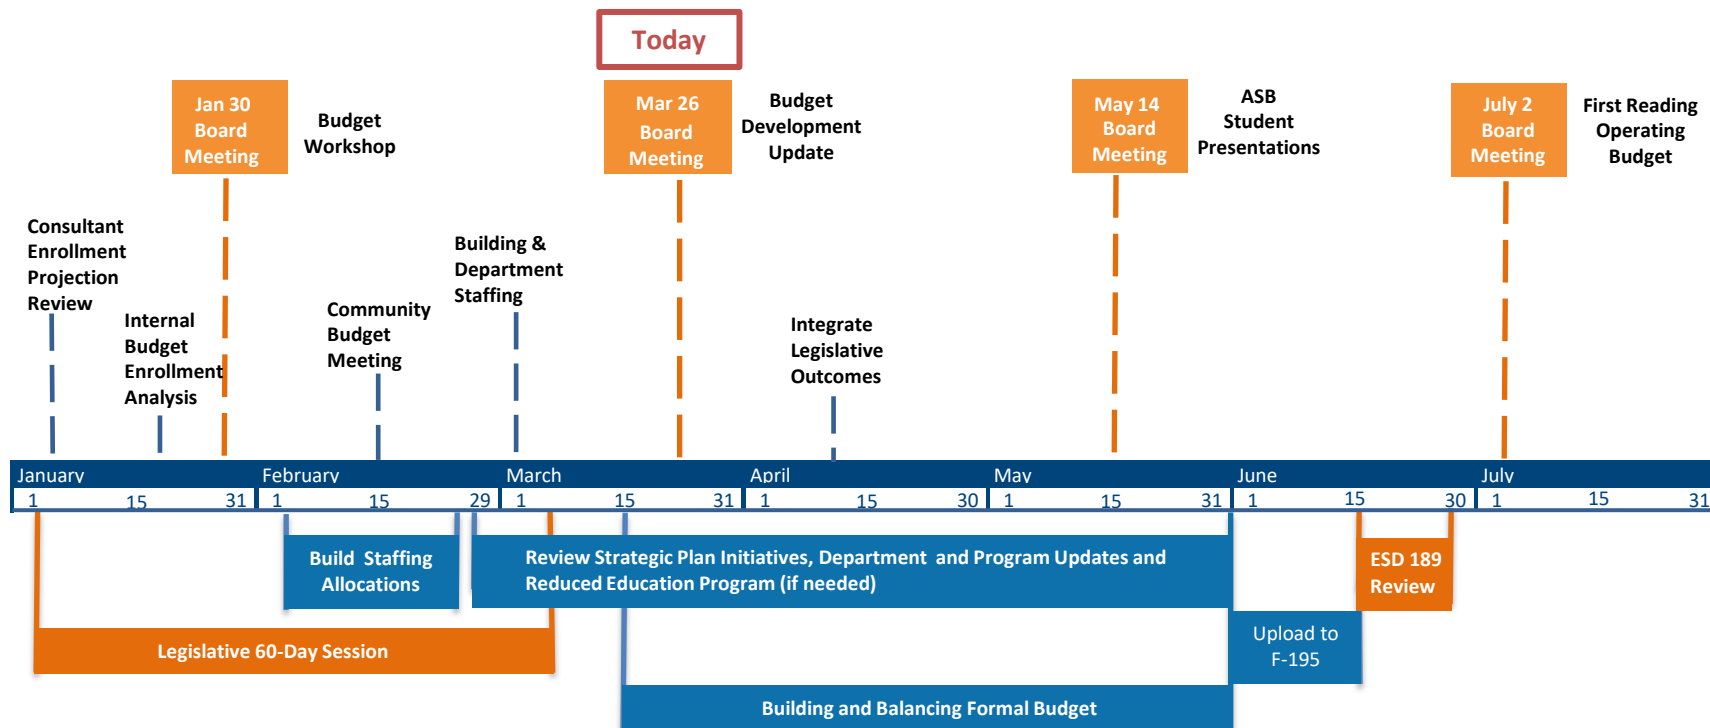 Today
Jan 30
Board
Meeting
Budget
Workshop
Mar 26
Board
Meeting
Budget
Development
Update
May 14
Board
Meeting
ASB
Student
Presentations
July 2
Board
Meeting
First Reading
Operating
Budget
Consultant
Enrollment
Projection
Review
Internal
Budget
Enrollment
Analysis
Community
Budget
Meeting
Building &
Department
Staffing
Integrate
Legislative
Outcomes
January February March April May June July
1 15 31 1 15 29 1 15 31 1 15 30 1 15 31 1 15 30 1 15 31
Build Staffing
Allocations
Review Strategic Plan Initiatives, Department and Program Updates and
Reduced Education Program (if needed)
ESD 189
Review
Legislative 60-Day Session
Upload to
F-195
Building and Balancing Formal Budget